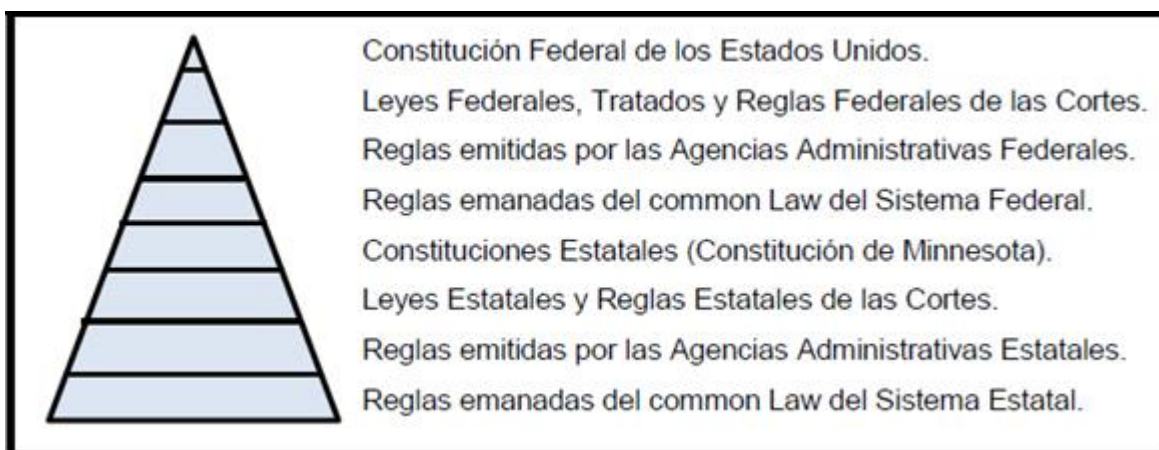 Constitución Federal de los Estados Unidos.
Leyes Federales, Tratados y Reglas Federales de las Cortes.
Reglas emitidas por las Agencias Administrativas Federales.
Reglas emanadas del common Law del Sistema Federal.
Constituciones Estatales (Constitución de Minnesota).
Leyes Estatales y Reglas Estatales de las Cortes.
Reglas emitidas por las Agencias Administrativas Estatales.
Reglas emanadas del common Law del Sistema Estatal.